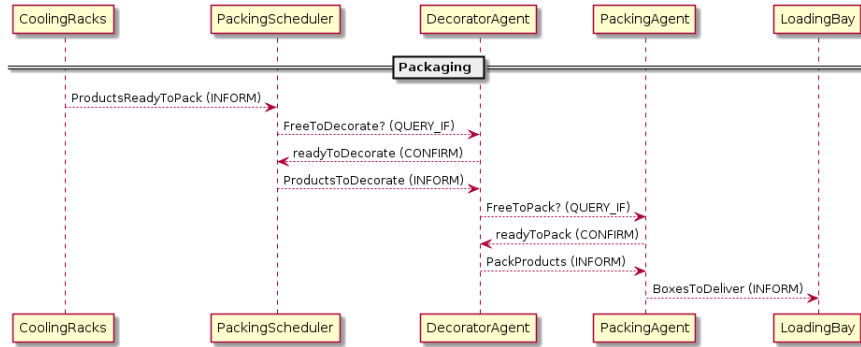 CoolingRacks PackingScheduler DecoratorAgent PackingAgent LoadingBay
Packaging
ProductsReadyToPack (INFORM)
FreeToDecorate? (QUERY_IF)
readyToDecorate (CONFIRM)
ProductsToDecorate (INFORM)
FreeToPack? (QUERY_IF)
readyToPack (CONFIRM)
PackProducts (INFORM)
BoxesToDeliver (INFORM)
CoolingRacks PackingScheduler DecoratorAgent PackingAgent LoadingBay